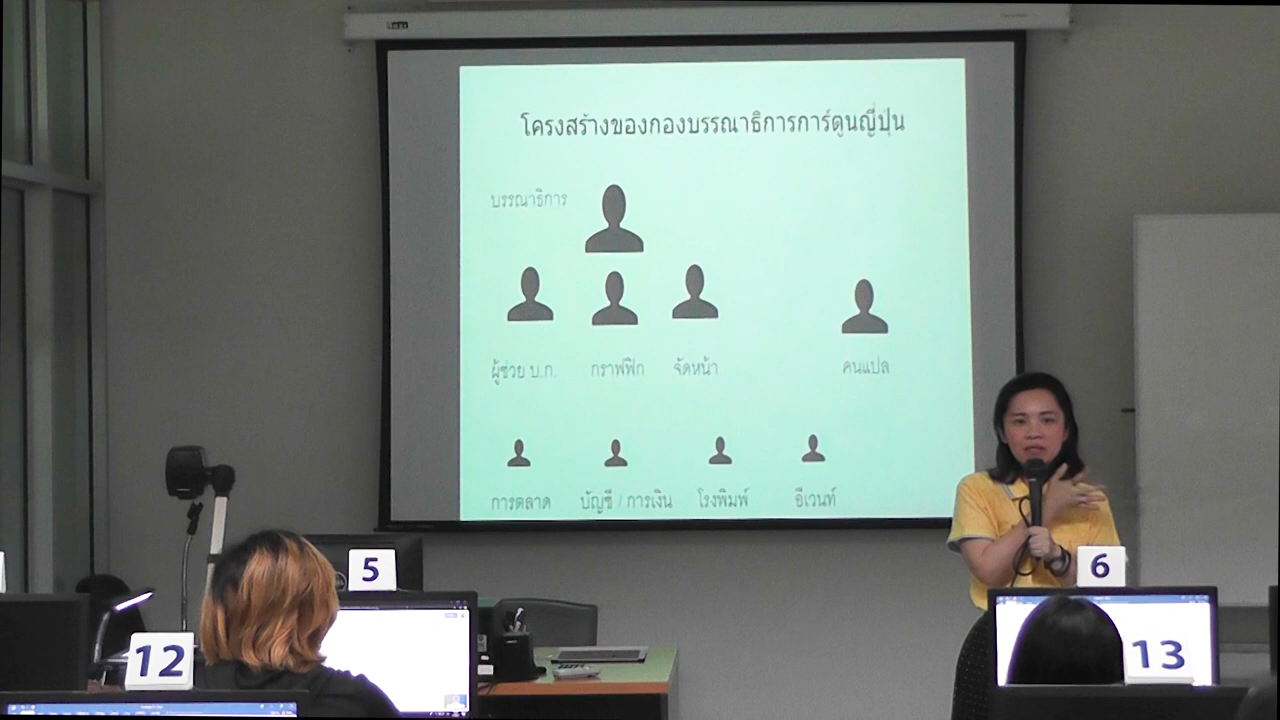 โครงสร้างของกองบรรณาธิการการ์ตูนญี่ปุ่น
บรรณาธิการ
ผู้ช่วย บ.ก. กราฟฟิก จัดหน้า คนแปล
การตลาด บัญชี / การเงิน โรงพิมพ์ อีเวนท์
5
6
12
13